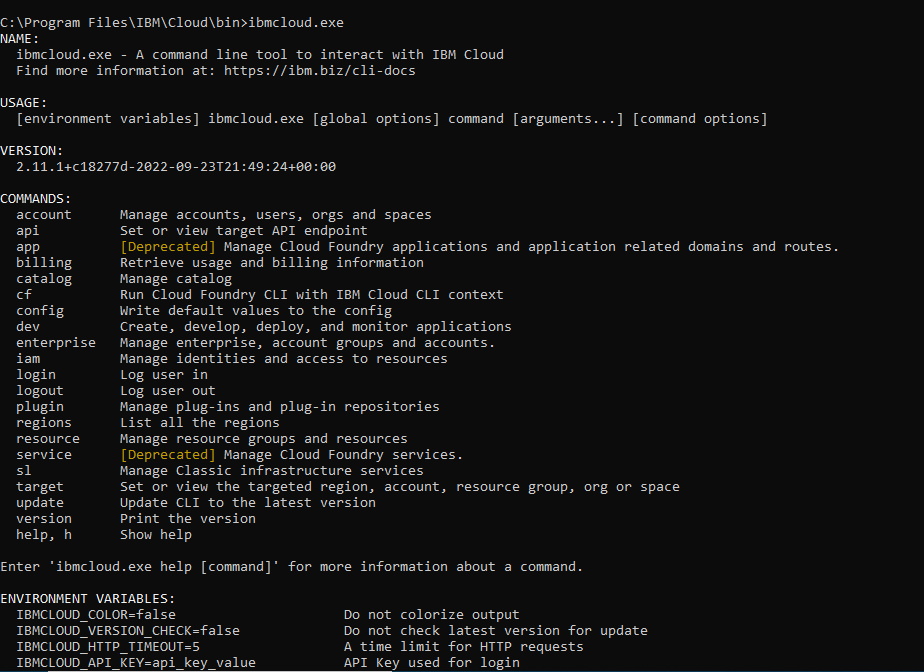 C:\Program Files\IBM\Cloud\bin>ibmcloud.exe
NAME:
ibmcloud.exe - A command line tool to interact with IBM Cloud
Find more information at: https://ibm.biz/cli-docs
USAGE:
[environment variables] ibmcloud.exe [global options] command [arguments...] [command options]
VERSION:
2.11.1+c18277d-2022-09-23T21:49:24+00:00
COMMANDS:
account Manage accounts, users, orgs and spaces
api Set or view target API endpoint
app [Deprecated] Manage Cloud Foundry applications and application related domains and routes.
billing Retrieve usage and billing information
catalog Manage catalog
cf Run Cloud Foundry CLI with IBM Cloud CLI context
config Write default values to the config
dev Create, develop, deploy, and monitor applications
enterprise Manage enterprise, account groups and accounts.
iam Manage identities and access to resources
login Log user in
logout Log user out
plugin Manage plug-ins and plug-in repositories
regions List all the regions
resource Manage resource groups and resources
service [Deprecated] Manage Cloud Foundry services.
sl Manage Classic infrastructure services
target Set or view the targeted region, account, resource group, org or space
update Update CLI to the latest version
version Print the version
help, h Show help
Enter 'ibmcloud.exe help [command]' for more information about a command.
ENVIRONMENT VARIABLES:
IBMCLOUD_COLOR=false Do not colorize output
IBMCLOUD_VERSION_CHECK=false Do not check latest version for update
IBMCLOUD_HTTP_TIMEOUT=5 A time limit for HTTP requests
IBMCLOUD_API_KEY=api_key_value API Key used for login